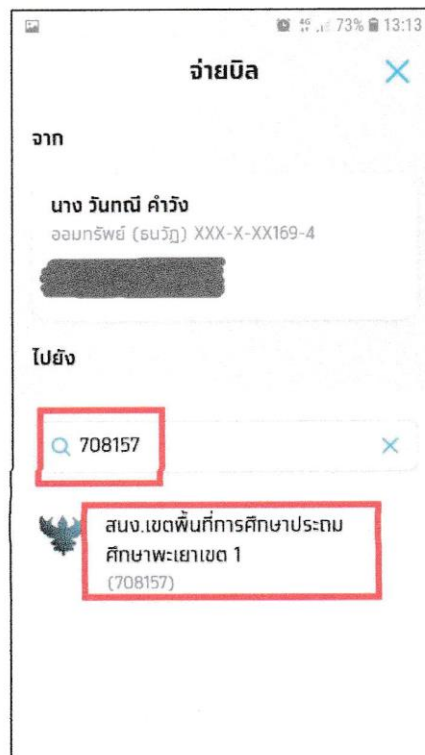 4G 73% 13:13
จ่ายบิล
จาก
นาง วันทณี คำวัง
ออมทรัพย์ (ธนวัฏ) XXX-X-XX169-4
ไปยัง
708157
สนง.เขตพื้นที่การศึกษาประถม
ศึกษาพะเยาเขต 1
(708157)